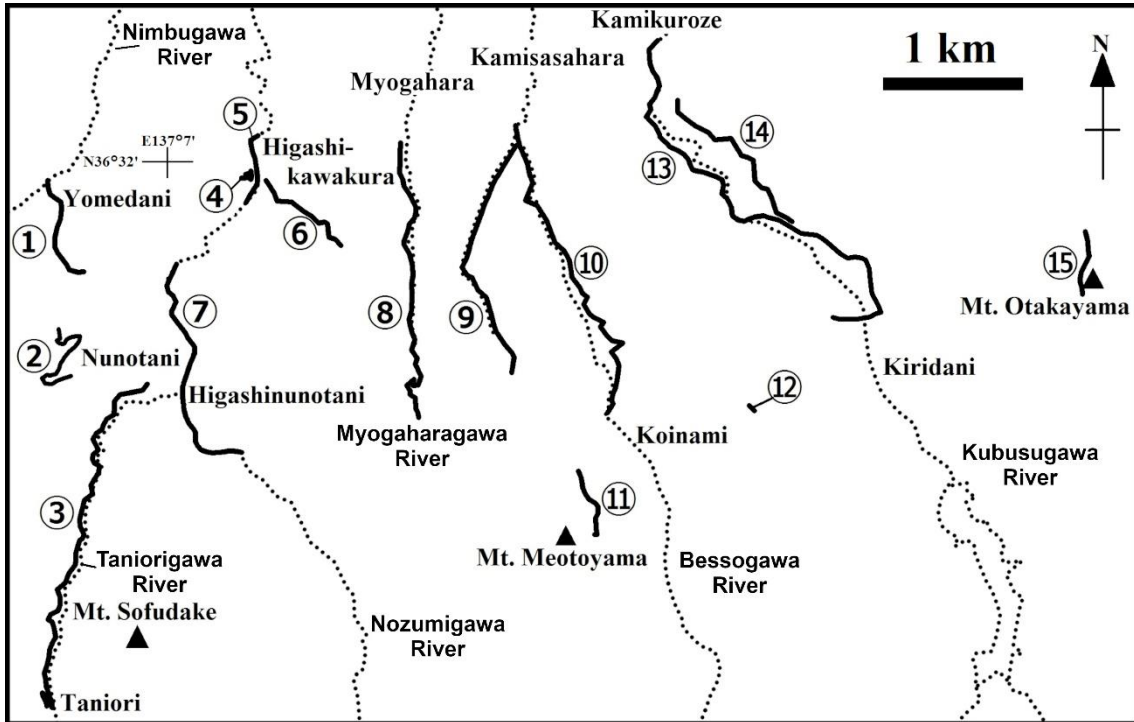 Nimbugawa
River
Kamikuroze
Kamisasahara
1 km
N
Myogahara
E137°7'
N36°32'
⑤
Higashi-
kawakura
④
⑭
⑬
Yomedani
①
⑥
⑩
⑮
Mt. Otakayama
⑦
⑧
⑨
②
Nunotani
Kiridani
Higashinunotani
⑫
Myogaharagawa
River
Koinami
Kubusugawa
River
③
⑪
Taniorigawa
River
Mt. Meotoyama
Bessogawa
River
Mt. Sofudake
Nozumigawa
River
Taniori